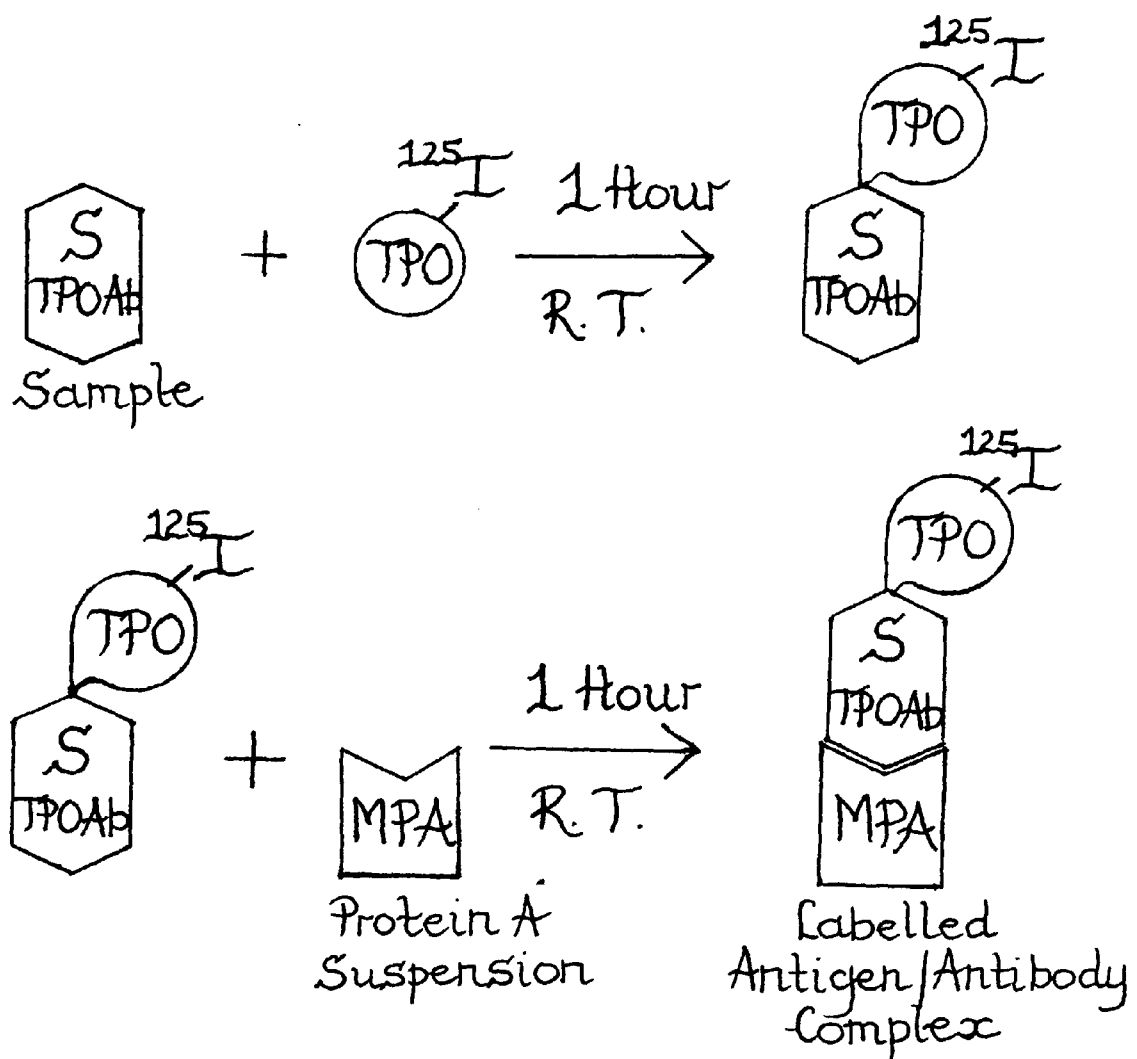 125I
TPO
125I
1 Hour
S
TPOAb
+
TPO
R. T.
S
TPOAb
Sample
125I
TPO
125I
TPO
S
TPOAb
+
MPA
1 Hour
R. T.
S
TPOAb
MPA
Protein A
Suspension
Labelled
Antigen/Antibody
Complex